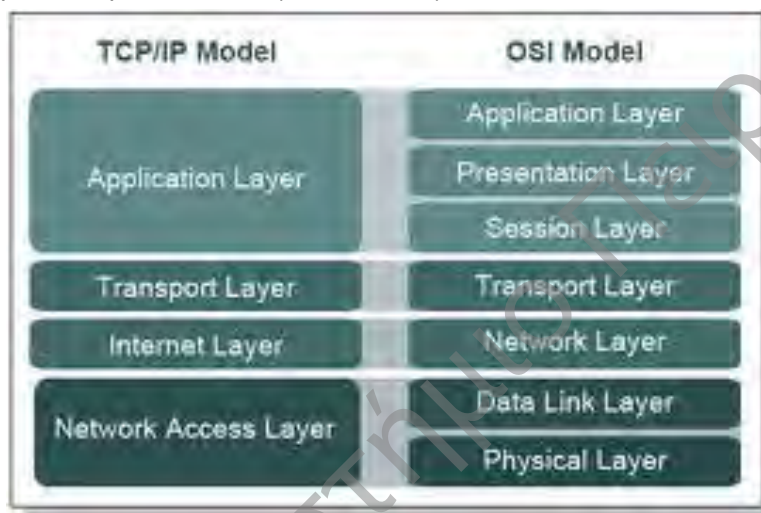 TCP/IP Model
OSI Model
Application Layer
Transport Layer
Internet Layer
Network Access Layer
Application Layer
Presentation Layer
Session Layer
Transport Layer
Network Layer
Data Link Layer
Physical Layer